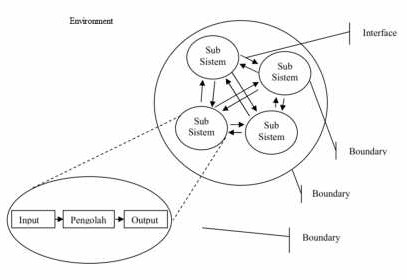 Environment
Interface
Sub
Sistem
Sub
Sistem
Sub
Sistem
Sub
Sistem
Boundary
Boundary
Input
Pengolah
Output
Boundary